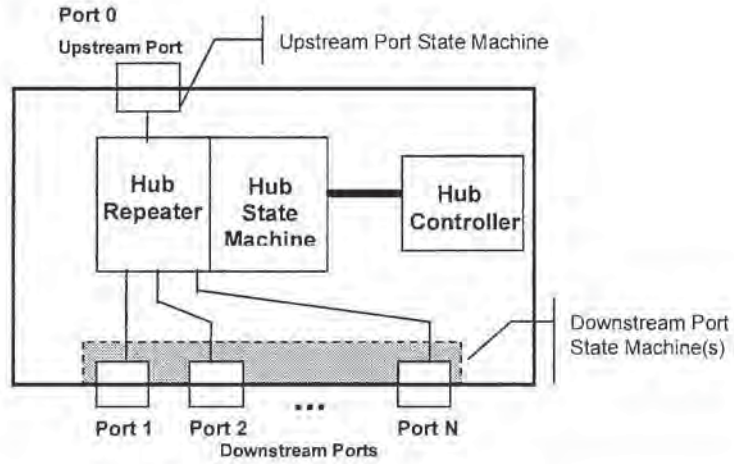 Port 0
Upstream Port
Upstream Port State Machine
Hub
Repeater
Hub
State
Machine
Hub
Controller
Downstream Port
State Machine(s)
...
Port 1
Port 2
Port N
Downstream Ports